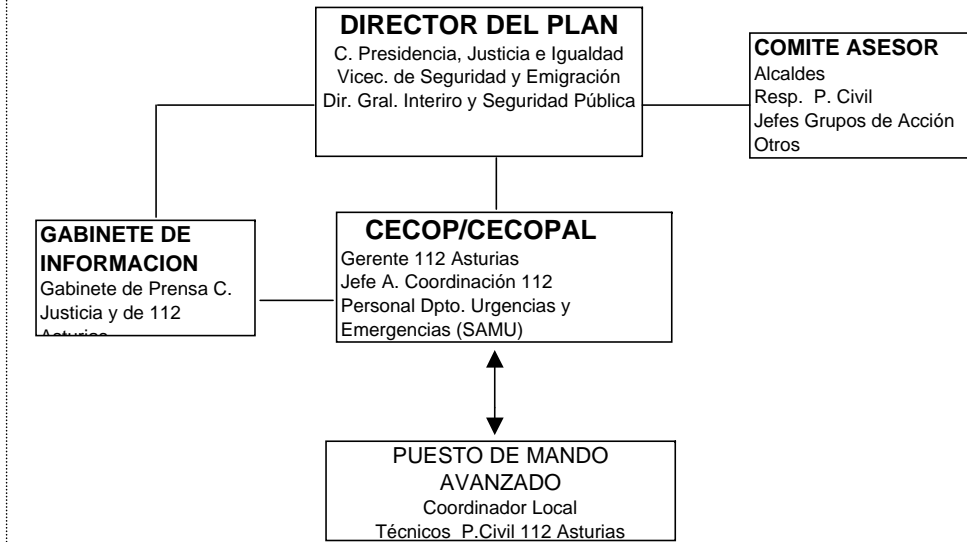 DIRECTOR DEL PLAN
C. Presidencia, Justicia e Igualdad
Vicec. de Seguridad y Emigración
Dir. Gral. Interiro y Seguridad Pública
COMITE ASESOR
Alcaldes
Resp. P. Civil
Jefes Grupos de Acción
Otros
GABINETE DE
INFORMACION
Gabinete de Prensa C.
Justicia y de 112
Asturias
CECOP/CECOPAL
Gerente 112 Asturias
Jefe A. Coordinación 112
Personal Dpto. Urgencias y
Emergencias (SAMU)
PUESTO DE MANDO
AVANZADO
Coordinador Local
Técnicos P.Civil 112 Asturias